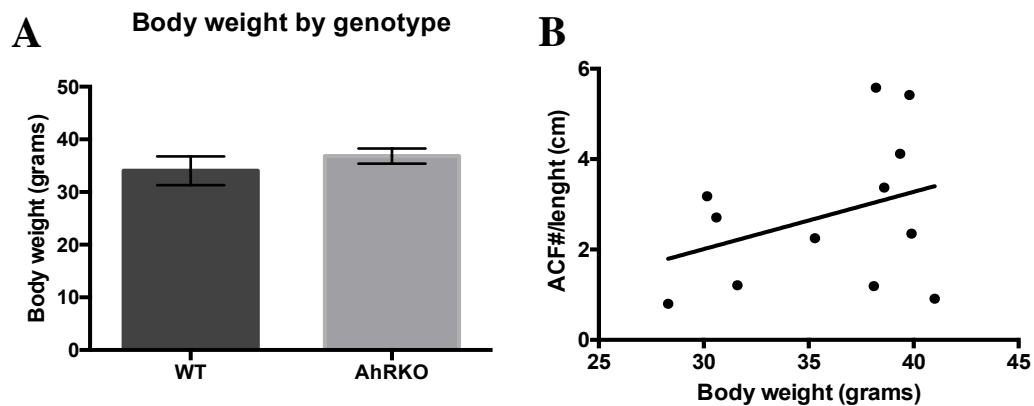 A
Body weight by genotype
Body weight (grams)
50
40
30
20
10
0
WT
AhRKO
B
ACF#/lenght (cm)
6
4
2
0
25
30
35
40
45
Body weight (grams)